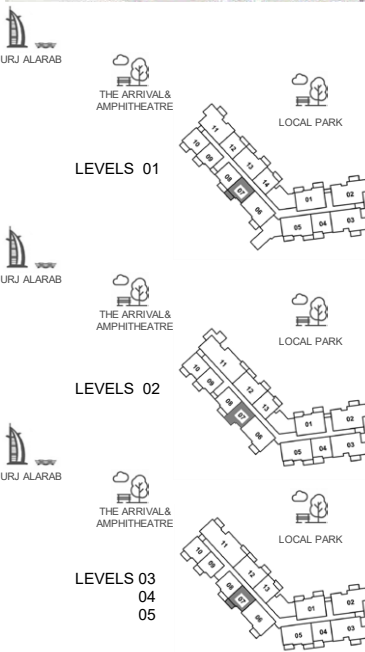 URJ ALARAB
THE ARRIVAL&
AMPHITHEATRE
LOCAL PARK
LEVELS 01
11
10
12
09
13
08
14
07
06
01
02
05
04
03
URJ ALARAB
THE ARRIVAL&
AMPHITHEATRE
LOCAL PARK
LEVELS 02
11
10
09
12
08
13
07
06
01
02
05
04
03
URJ ALARAB
THE ARRIVAL&
AMPHITHEATRE
LOCAL PARK
LEVELS 03
04
05
11
10
09
12
08
13
07
06
01
02
05
04
03